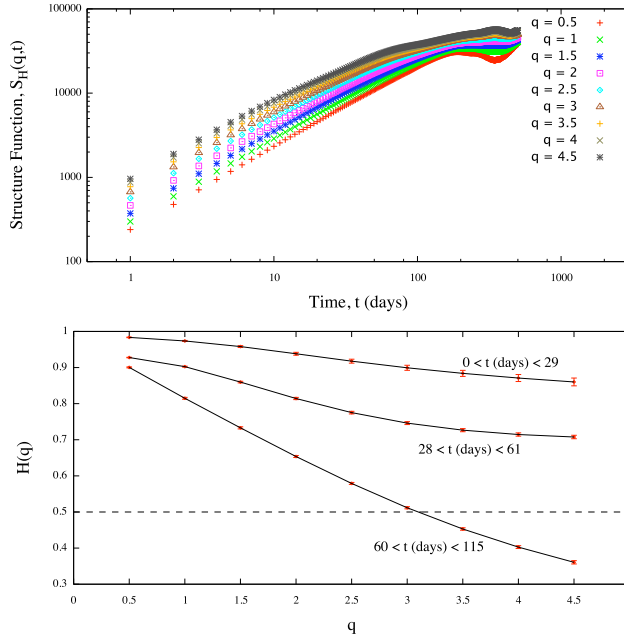 100000
10000
1000
100
Structure Function, S_H(q,t)
1
10
100
1000
Time, t (days)
q = 0.5
q = 1
q = 1.5
q = 2
q = 2.5
q = 3
q = 3.5
q = 4
q = 4.5
1
0.9
0.8
0.7
0.6
0.5
0.4
0.3
H(q)
0 < t (days) < 29
28 < t (days) < 61
60 < t (days) < 115
0
0.5
1
1.5
2
2.5
3
3.5
4
4.5
q